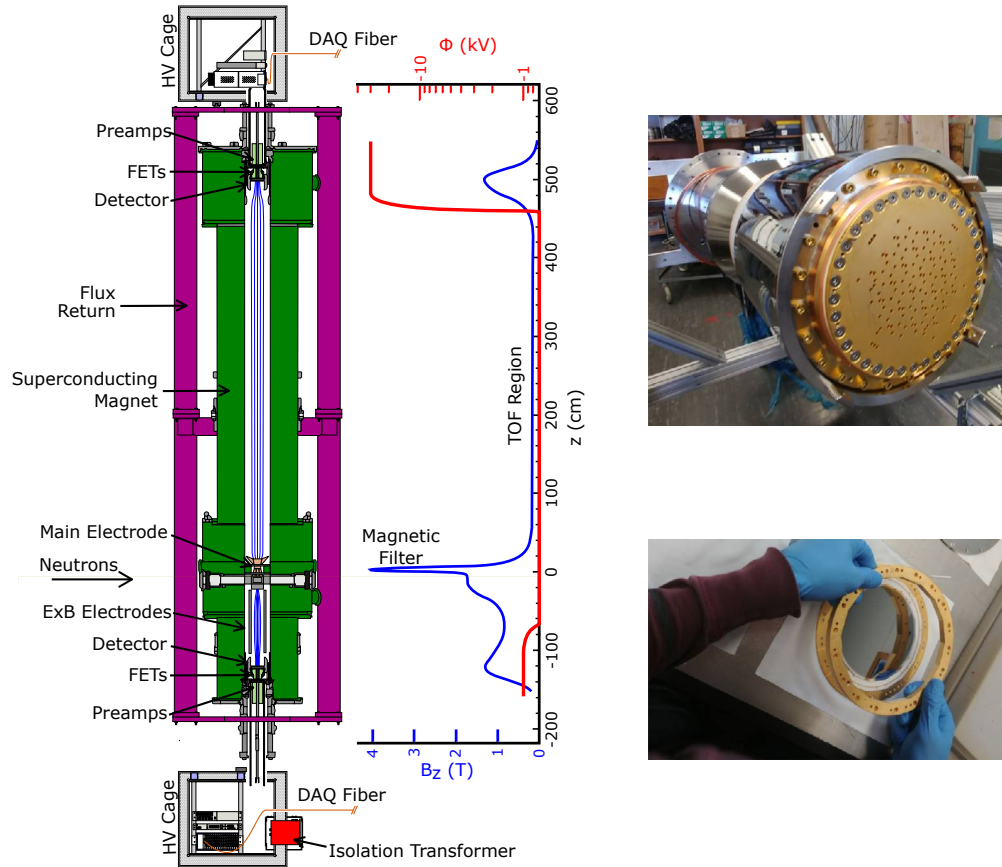 HV Cage
DAQ Fiber
Preamps
FETs
Detector
Flux
Return
Superconducting
Magnet
Main Electrode
Neutrons
ExB Electrodes
Detector
FETs
Preamps
HV Cage
DAQ Fiber
Isolation Transformer
Φ (kV)
-10
-1
600
500
400
300
200
100
0
-100
-200
z (cm)
TOF Region
Magnetic
Filter
4
3
2
1
0
Bz (T)